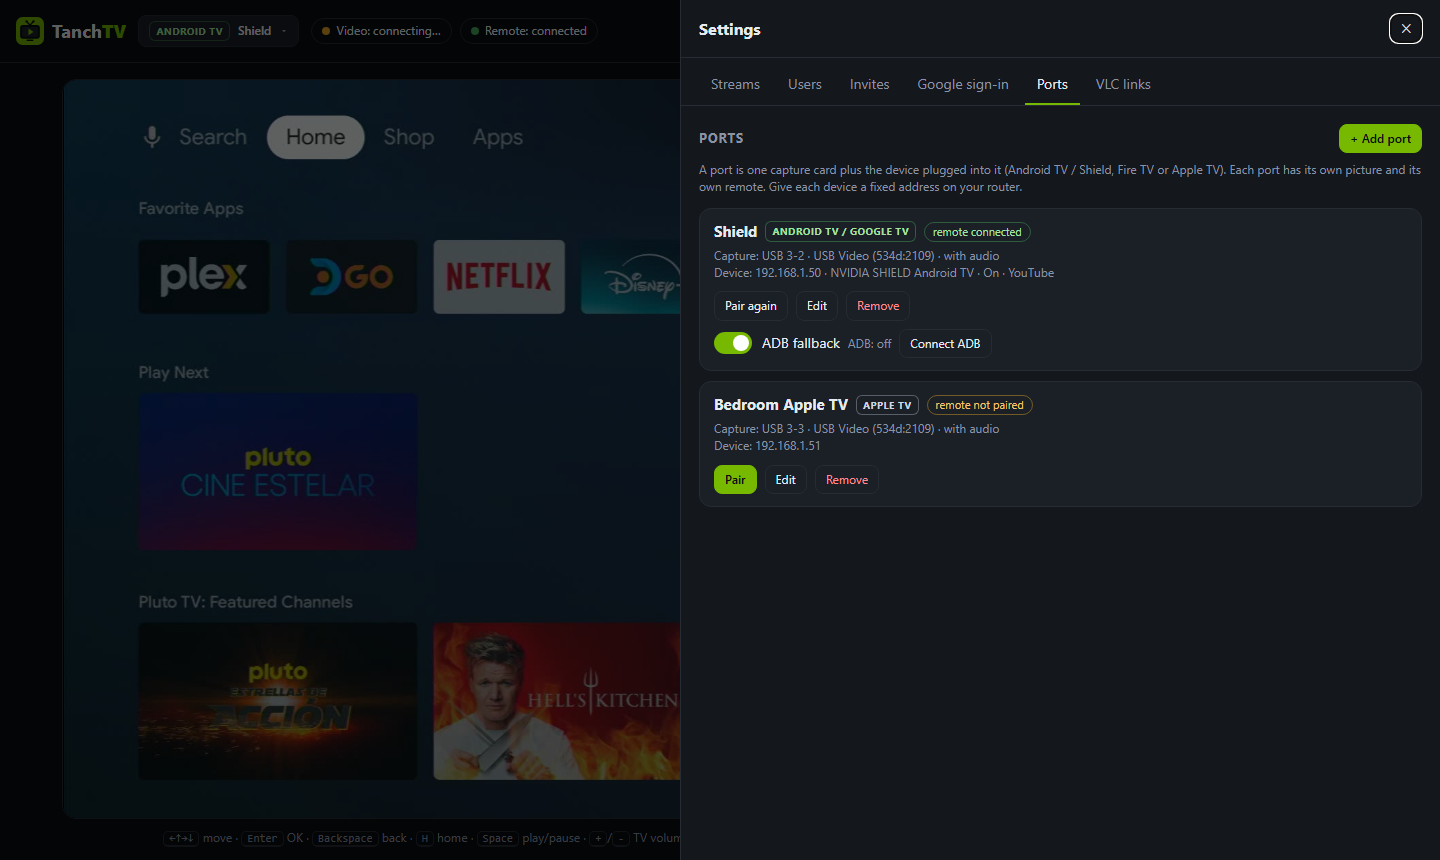 TanchTV
ANDROID TV Shield
Video: connecting...
Remote: connected
Search Home Shop Apps
Favorite Apps
plex
GO
NETFLIX
Disney+
Play Next
pluto
CINE ESTELAR
Pluto TV: Featured Channels
pluto
ESTRELLAS DE
ACCIÓN
HELL'S KITCHEN
←↑→↓ move · Enter OK · Backspace back · H home · Space play/pause · + / - TV volum
Settings
Streams Users Invites Google sign-in Ports VLC links
PORTS
+ Add port
A port is one capture card plus the device plugged into it (Android TV / Shield, Fire TV or Apple TV). Each port has its own picture and its
own remote. Give each device a fixed address on your router.
Shield ANDROID TV / GOOGLE TV remote connected
Capture: USB 3-2 · USB Video (534d:2109) · with audio
Device: 192.168.1.50 · NVIDIA SHIELD Android TV · On · YouTube
Pair again Edit Remove
ADB fallback ADB: off Connect ADB
Bedroom Apple TV APPLE TV remote not paired
Capture: USB 3-3 · USB Video (534d:2109) · with audio
Device: 192.168.1.51
Pair Edit Remove